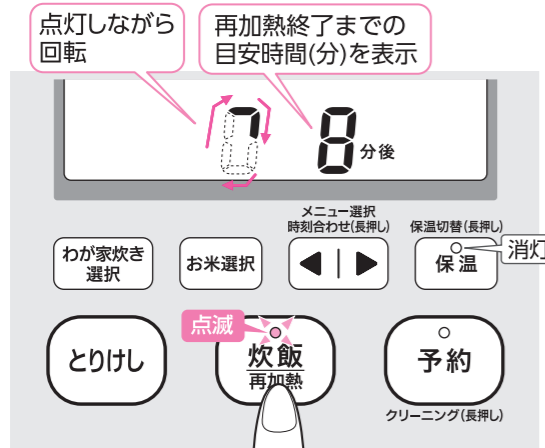 点灯しながら
回転
再加熱終了までの
目安時間(分)を表示
8分後
メニュー選択
時刻合わせ(長押し)
保温切替(長押し)
わが家炊き
選択
お米選択
保温
消灯
点滅
とりけし
炊飯
再加熱
予約
クリーニング(長押し)